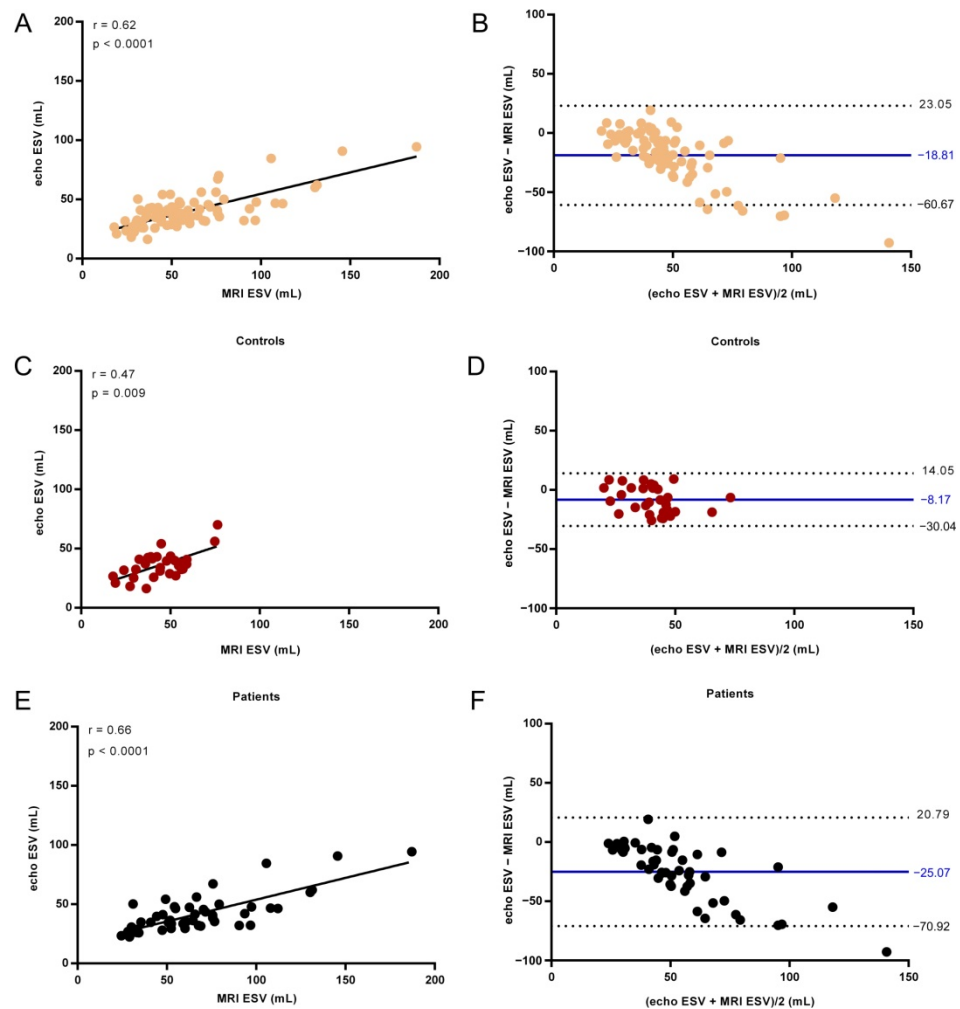 A
r = 0.62
p < 0.0001
200
150
100
50
0
echo ESV (mL)
0
50
100
150
200
MRI ESV (mL)
B
100
50
0
−50
−100
echo ESV − MRI ESV (mL)
23.05
−18.81
−60.67
0
50
100
150
(echo ESV + MRI ESV)/2 (mL)
Controls
C
r = 0.47
p = 0.009
200
150
100
50
0
echo ESV (mL)
0
50
100
150
200
MRI ESV (mL)
Controls
D
100
50
0
−50
−100
echo ESV − MRI ESV (mL)
14.05
−8.17
−30.04
0
50
100
150
(echo ESV + MRI ESV)/2 (mL)
Patients
E
r = 0.66
p < 0.0001
200
150
100
50
0
echo ESV (mL)
0
50
100
150
200
MRI ESV (mL)
Patients
F
100
50
0
−50
−100
echo ESV − MRI ESV (mL)
20.79
−25.07
−70.92
0
50
100
150
(echo ESV + MRI ESV)/2 (mL)